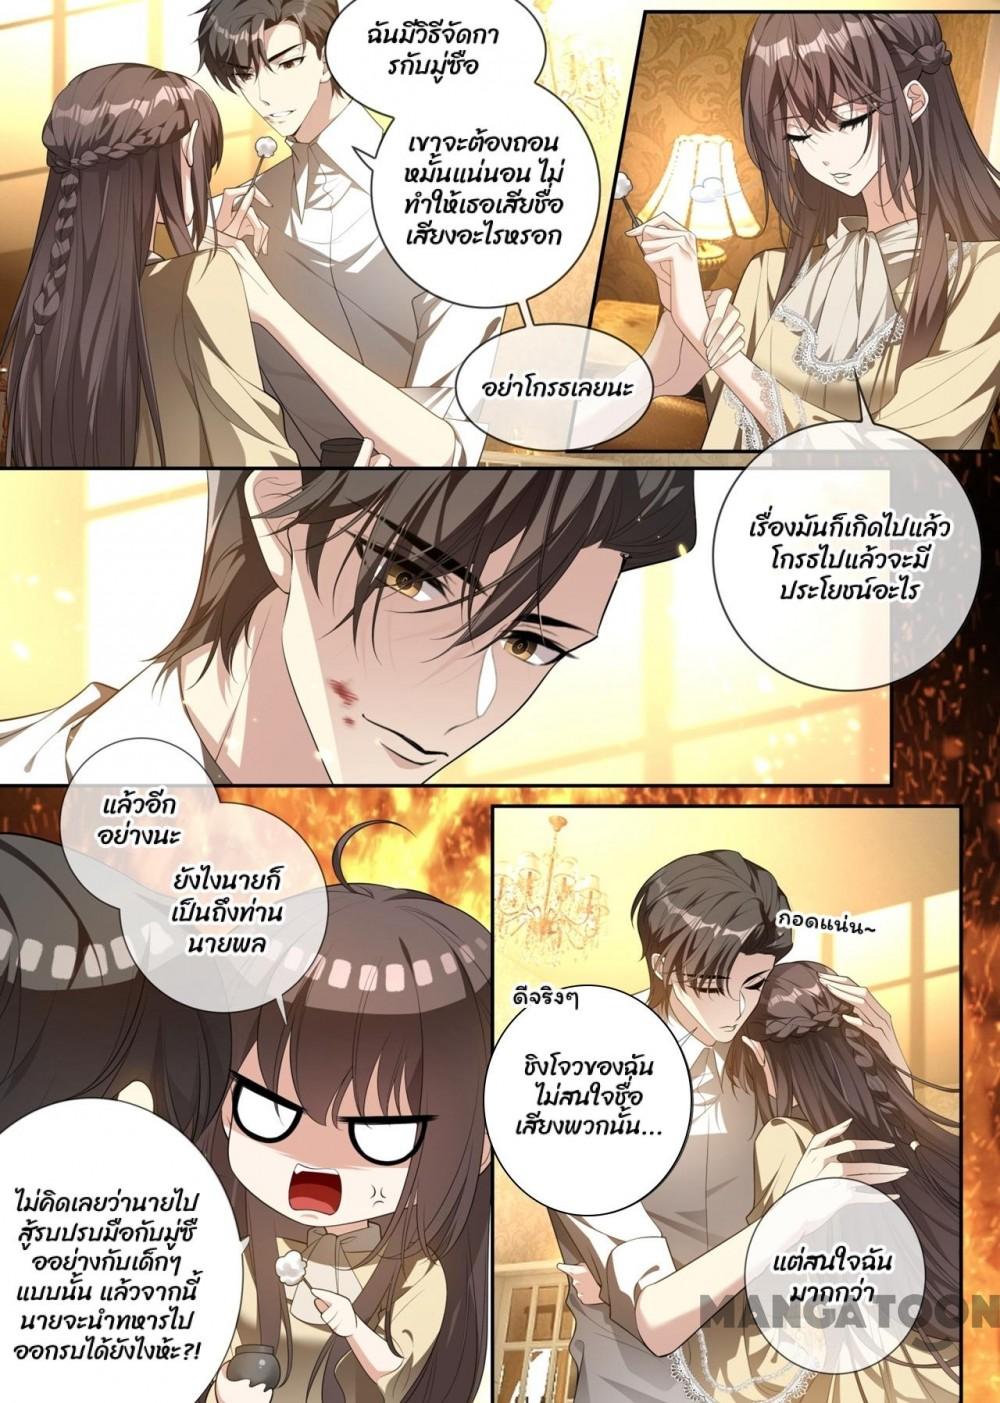 ฉันมีวิธีจัดกา
รกับมู่ซือ
เขาจะต้องถอน
หมั้นแน่นอน ไม่
ทำให้เธอเสียชื่อ
เสียงอะไรหรอก
อย่าโกรธเลยนะ
เรื่องมันก็เกิดไปแล้ว
โกรธไปแล้วจะมี
ประโยชน์อะไร
แล้วอีก
อย่างนะ
ยังไงนายก็
เป็นถึงท่าน
นายพล
ไม่คิดเลยว่านายไป
สู้รบปรบมือกับมู่ซื
ออย่างกับเด็กๆ
แบบนั้น แล้วจากนี้
นายจะนำทหารไป
ออกรบได้ยังไงห้ะ?!
กอดแน่น~
ดีจริงๆ
ชิงโจวของฉัน
ไม่สนใจชื่อ
เสียงพวกนั้น...
แต่สนใจฉัน
มากกว่า
MANGATOON